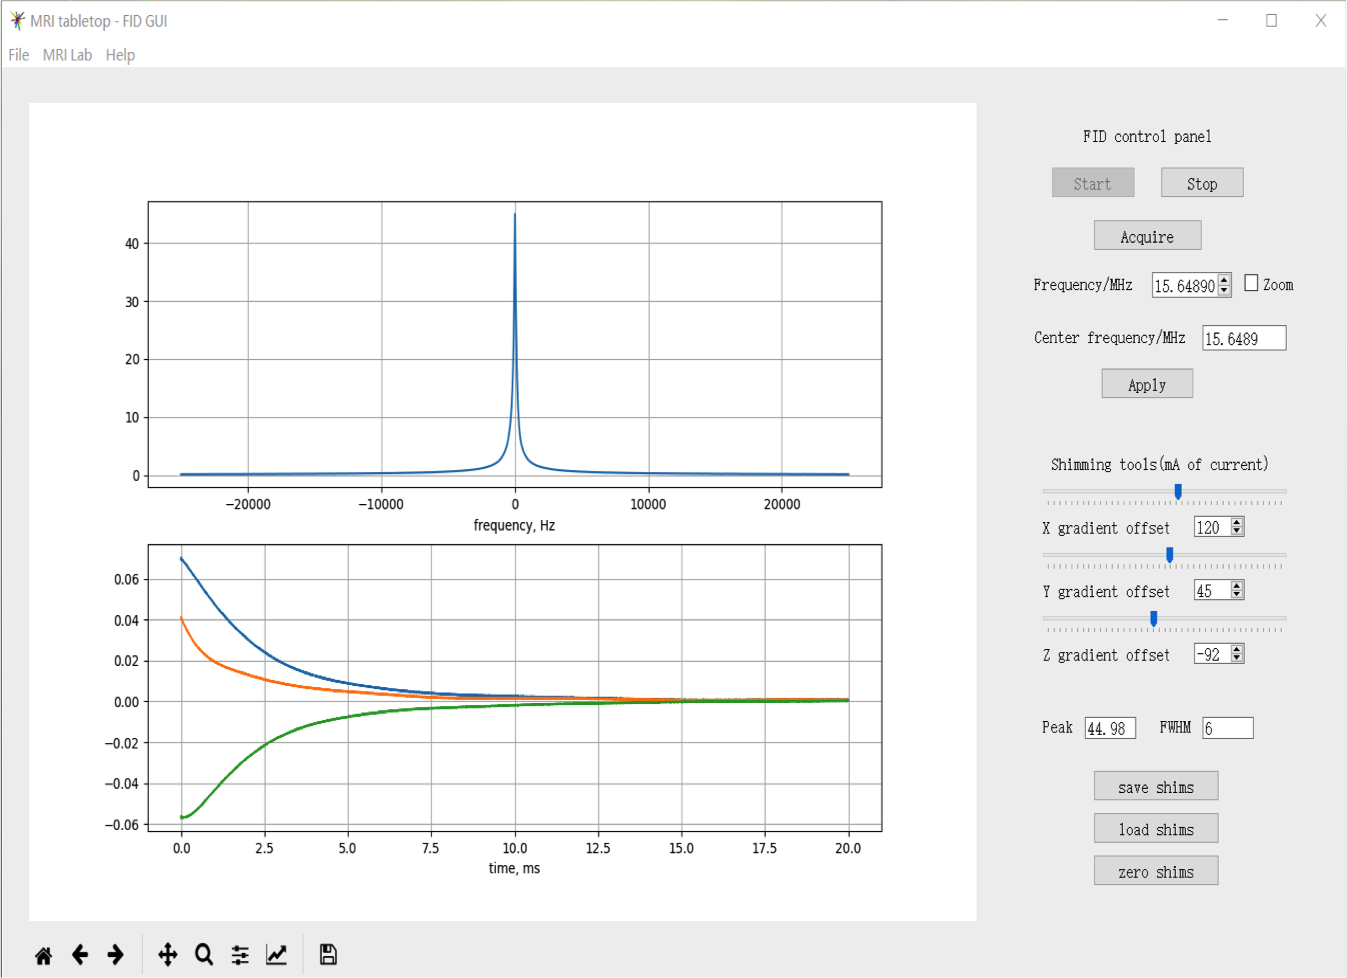 MRI tabletop - FID GUI
File MRI Lab Help
FID control panel
Start Stop
Acquire
Frequency/MHz 15.64890 Zoom
Center frequency/MHz 15.6489
Apply
Shimming tools(mA of current)
X gradient offset 120
Y gradient offset 45
Z gradient offset -92
Peak 44.98 FWHM 6
save shims
load shims
zero shims
40
30
20
10
0
−20000 −10000 0 10000 20000
frequency, Hz
0.06
0.04
0.02
0.00
−0.02
−0.04
−0.06
0.0 2.5 5.0 7.5 10.0 12.5 15.0 17.5 20.0
time, ms